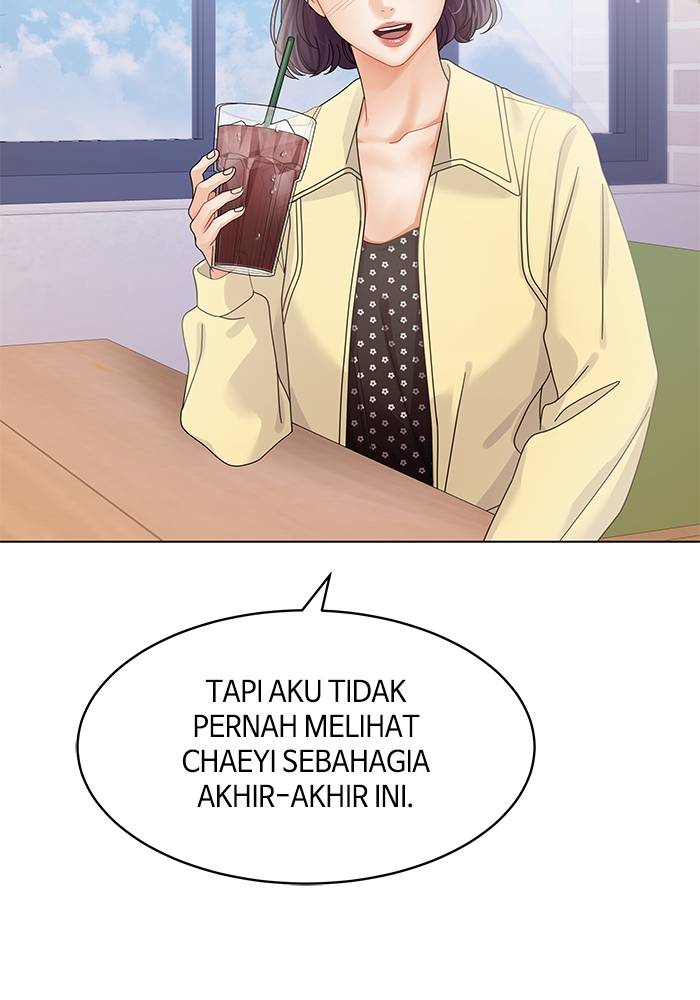 TAPI AKU TIDAK
PERNAH MELIHAT
CHAEYI SEBAHAGIA
AKHIR-AKHIR INI.